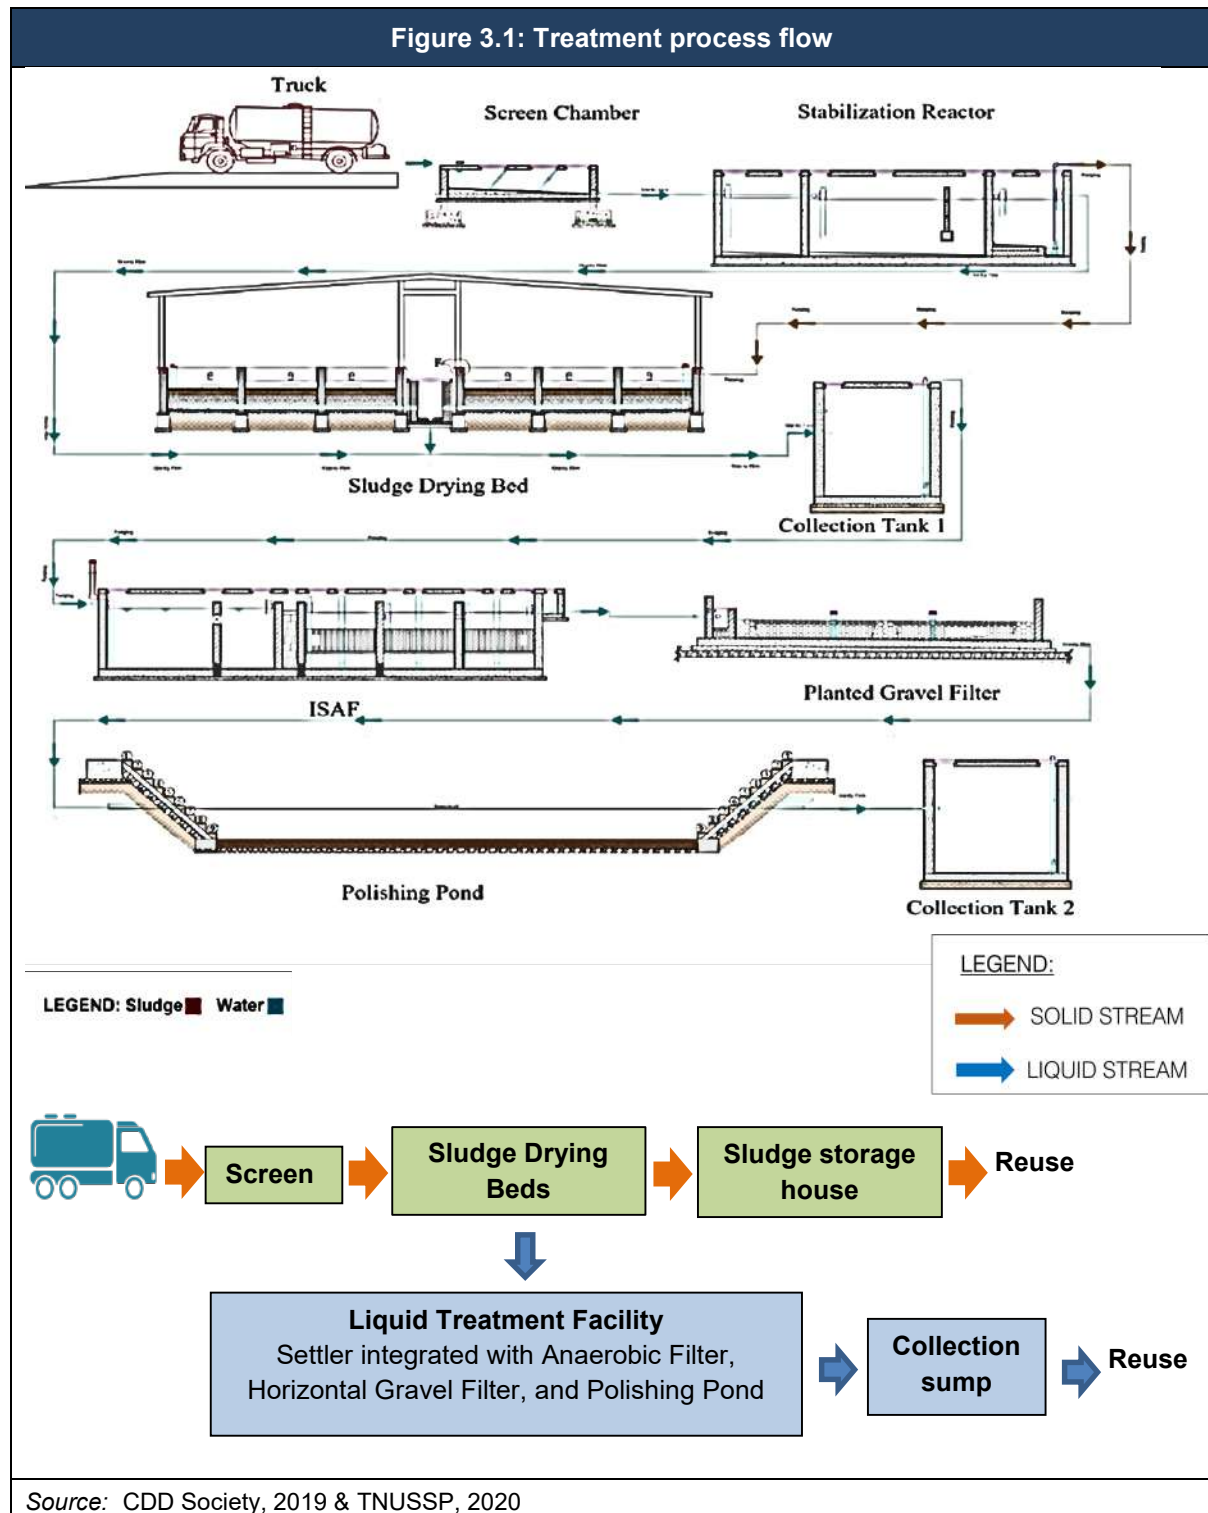 Figure 3.1: Treatment process flow
Truck
Screen Chamber
Stabilization Reactor
Sludge Drying Bed
Collection Tank 1
ISAF
Planted Gravel Filter
Polishing Pond
Collection Tank 2
LEGEND: Sludge Water
LEGEND:
SOLID STREAM
LIQUID STREAM
Screen
Sludge Drying
Beds
Sludge storage
house
Reuse
Liquid Treatment Facility
Settler integrated with Anaerobic Filter,
Horizontal Gravel Filter, and Polishing Pond
Collection
sump
Reuse
Source: CDD Society, 2019 & TNUSSP, 2020